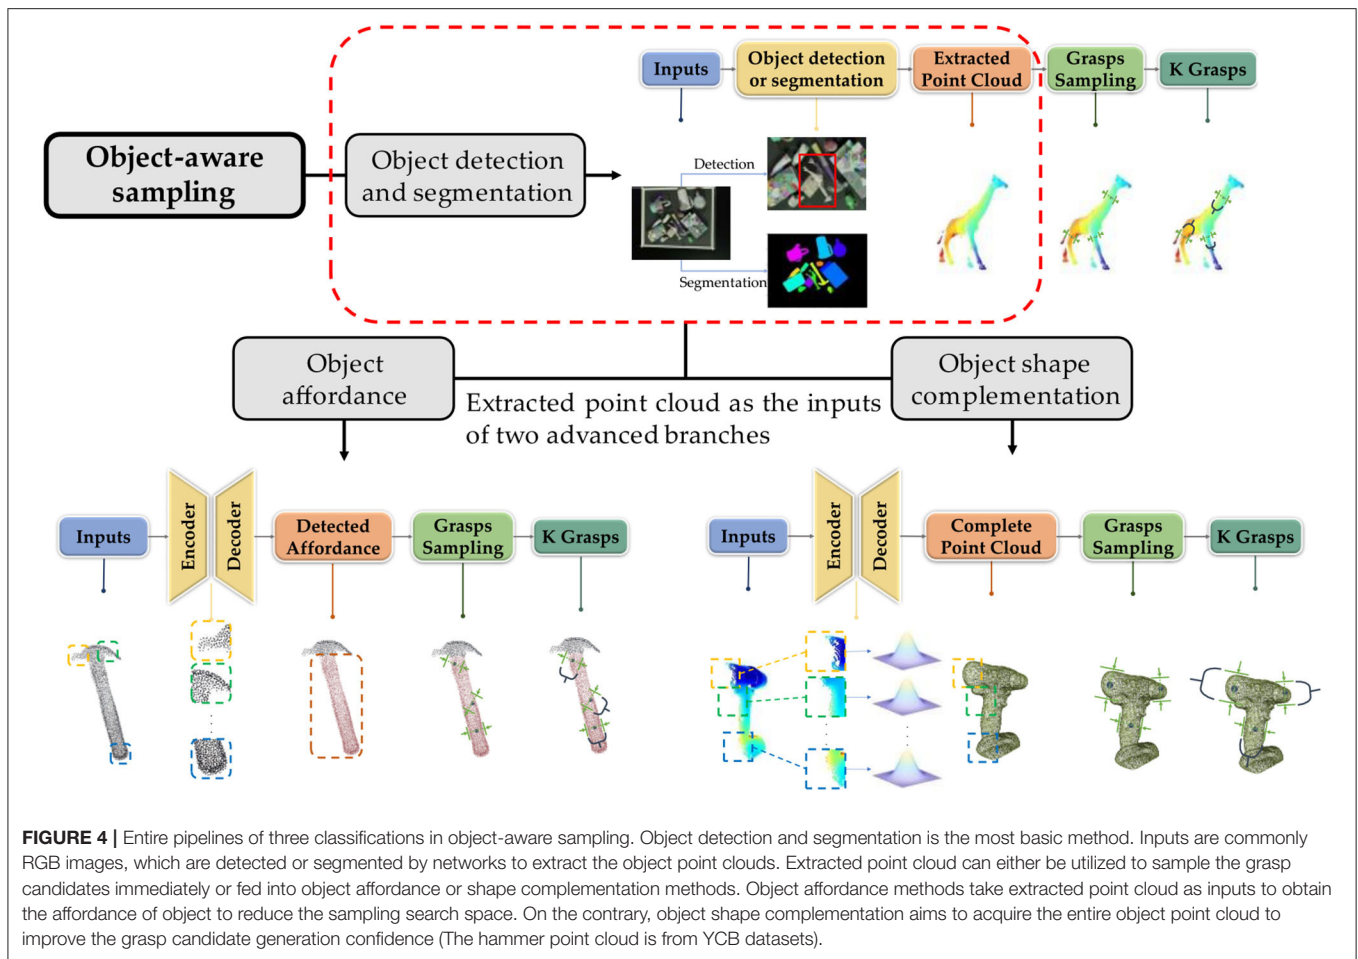 Inputs
Object detection
or segmentation
Extracted
Point Cloud
Grasps
Sampling
K Grasps
Object-aware
sampling
Object detection
and segmentation
Detection
Segmentation
Object
affordance
Object shape
complementation
Extracted point cloud as the inputs
of two advanced branches
Inputs
Encoder
Decoder
Detected
Affordance
Grasps
Sampling
K Grasps
Inputs
Encoder
Decoder
Complete
Point Cloud
Grasps
Sampling
K Grasps
FIGURE 4 | Entire pipelines of three classifications in object-aware sampling. Object detection and segmentation is the most basic method. Inputs are commonly
RGB images, which are detected or segmented by networks to extract the object point clouds. Extracted point cloud can either be utilized to sample the grasp
candidates immediately or fed into object affordance or shape complementation methods. Object affordance methods take extracted point cloud as inputs to obtain
the affordance of object to reduce the sampling search space. On the contrary, object shape complementation aims to acquire the entire object point cloud to
improve the grasp candidate generation confidence (The hammer point cloud is from YCB datasets).